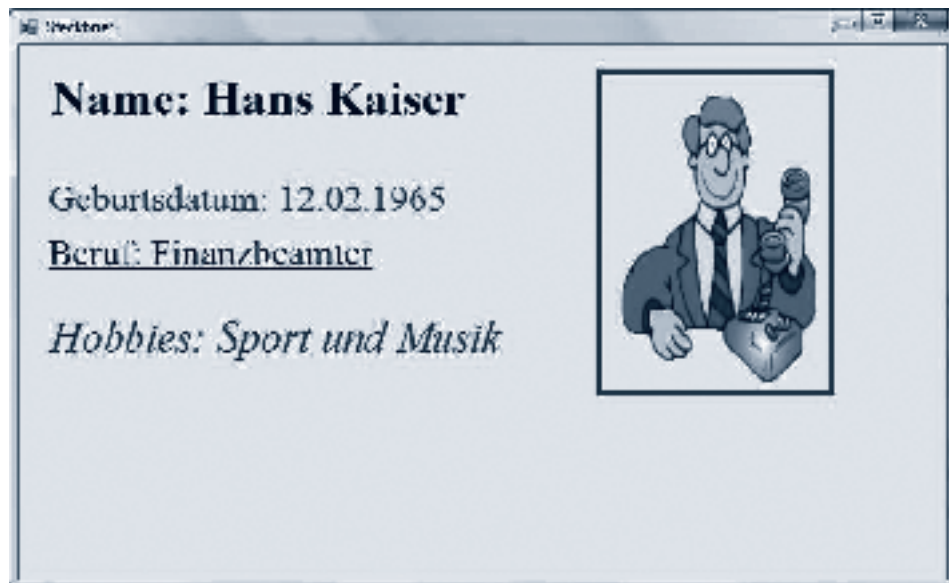 Steckbrief
Name: Hans Kaiser
Geburtsdatum: 12.02.1965
Beruf: Finanzbeamter
Hobbies: Sport und Musik